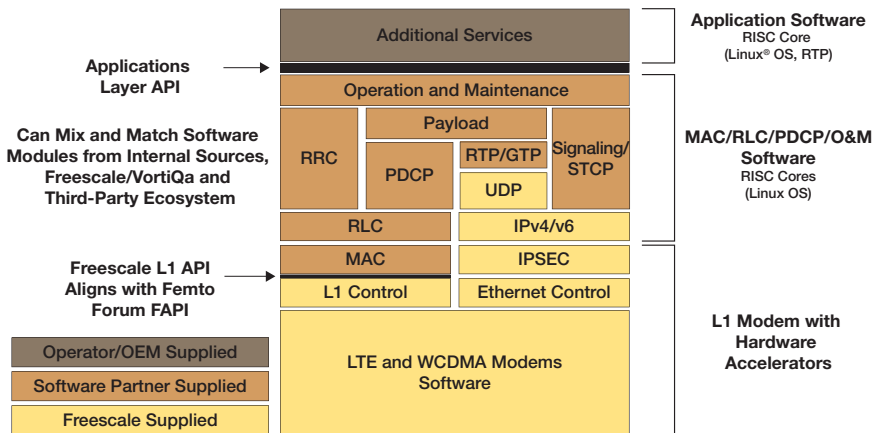 Additional Services
Application Software
RISC Core
(Linux® OS, RTP)
Applications
Layer API
Operation and Maintenance
Can Mix and Match Software
Modules from Internal Sources,
Freescale/VortiQa and
Third-Party Ecosystem
RRC
Payload
PDCP
RTP/GTP
UDP
Signaling/
STCP
MAC/RLC/PDCP/O&M
Software
RISC Cores
(Linux OS)
RLC
IPv4/v6
Freescale L1 API
Aligns with Femto
Forum FAPI
MAC
IPSEC
L1 Control
Ethernet Control
L1 Modem with
Hardware
Accelerators
LTE and WCDMA Modems
Software
Operator/OEM Supplied
Software Partner Supplied
Freescale Supplied